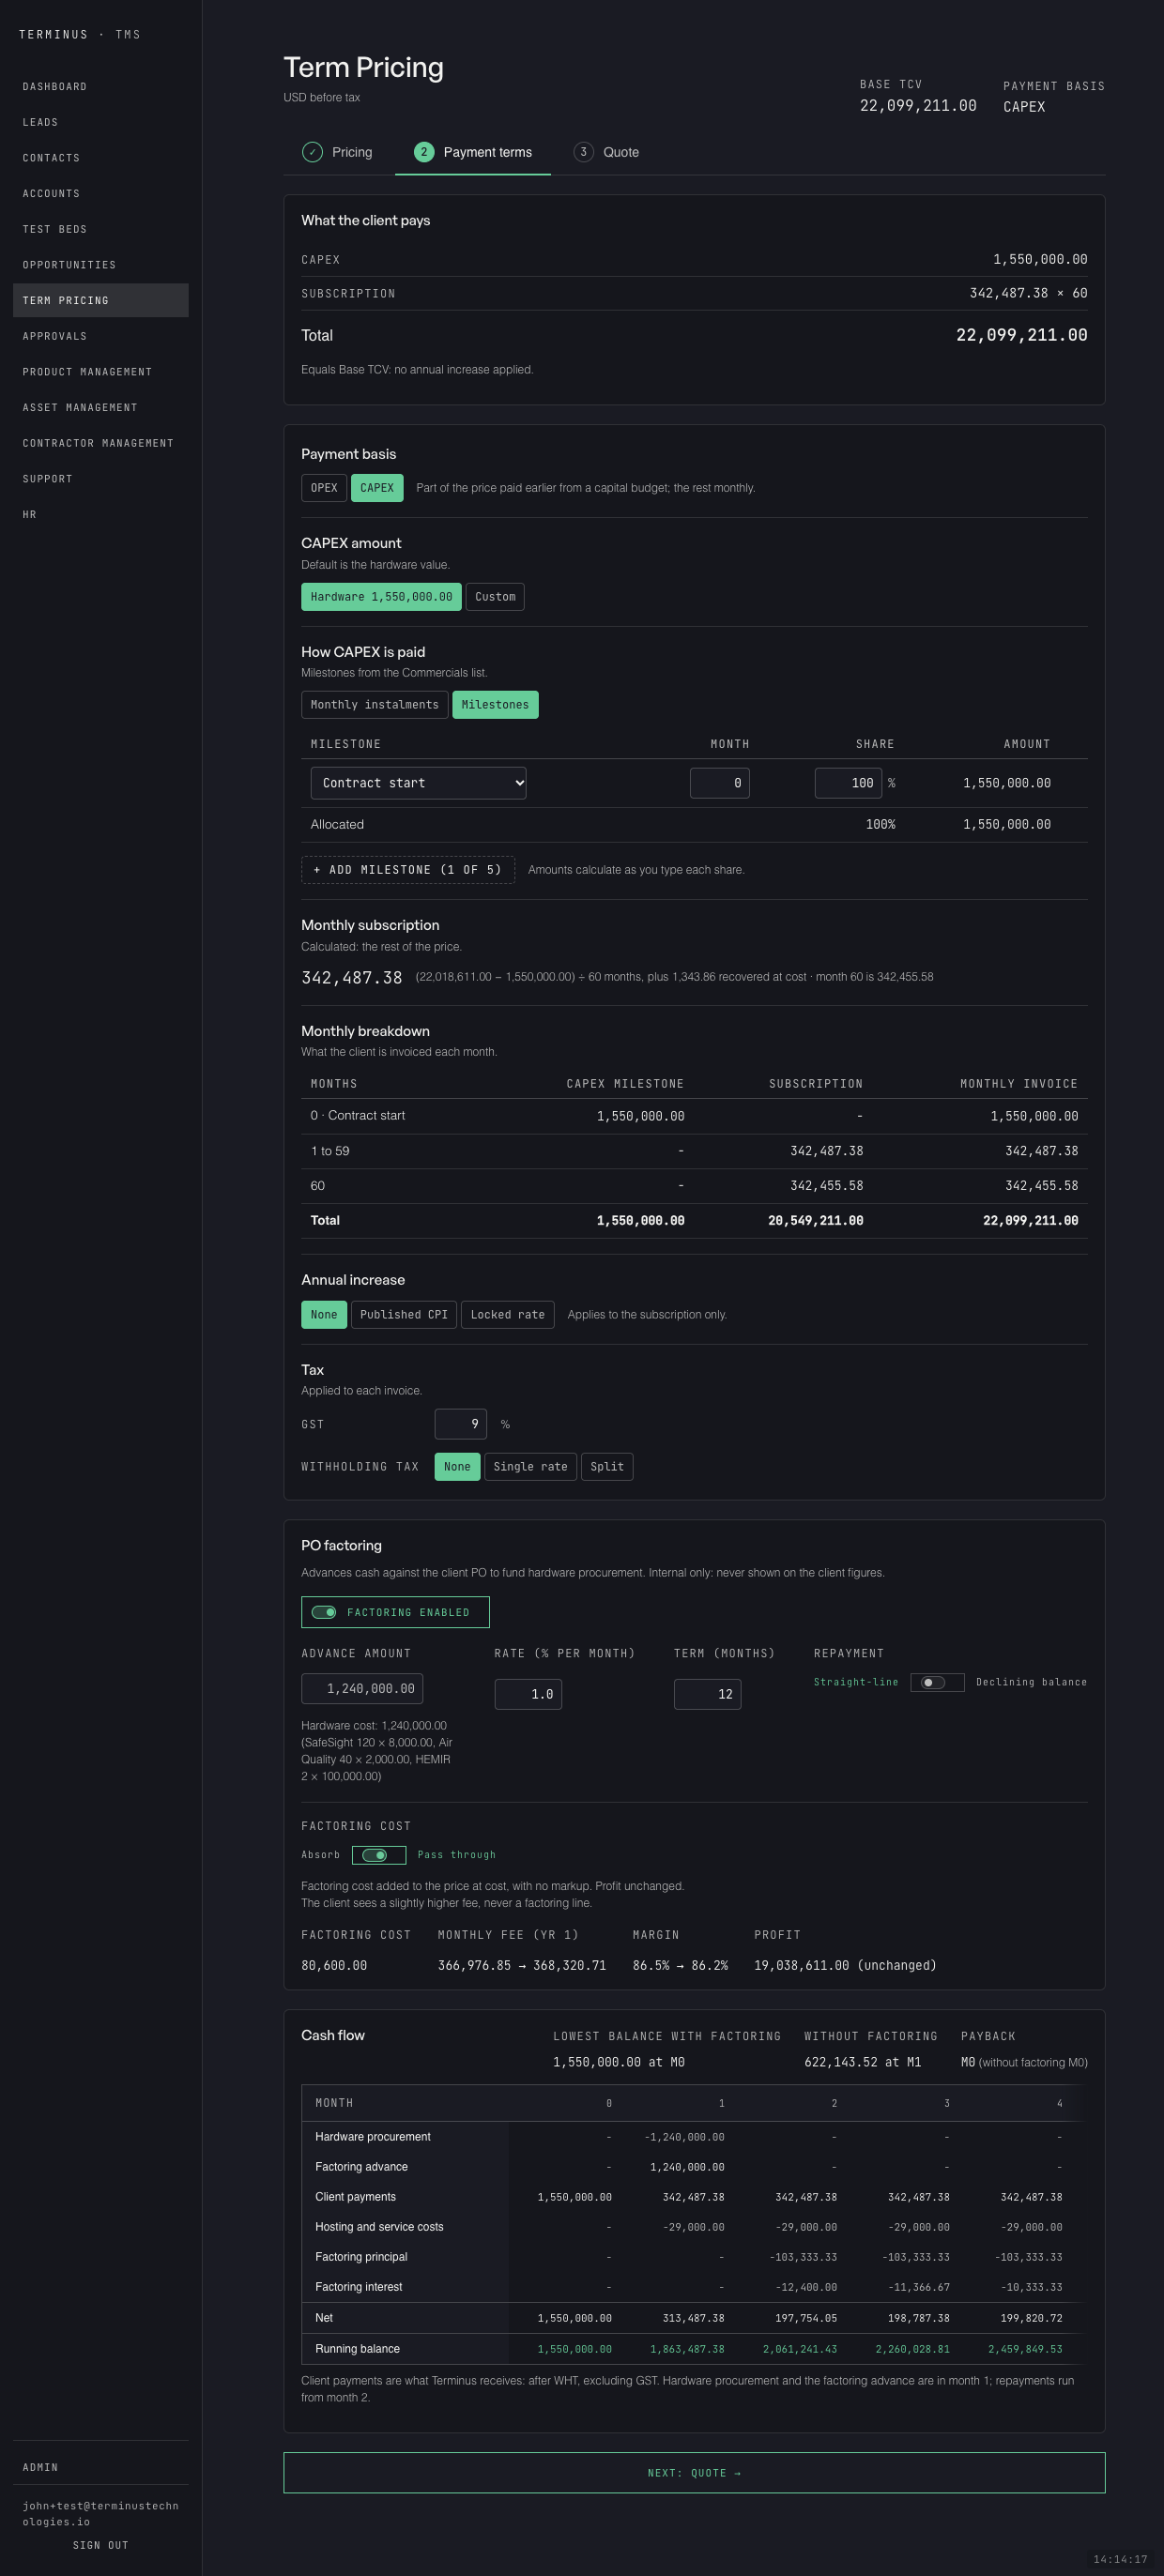 TERMINUS · TMS
DASHBOARD
LEADS
CONTACTS
ACCOUNTS
TEST BEDS
OPPORTUNITIES
TERM PRICING
APPROVALS
PRODUCT MANAGEMENT
ASSET MANAGEMENT
CONTRACTOR MANAGEMENT
SUPPORT
HR
ADMIN
john+test@terminustechn
ologies.io
SIGN OUT
Term Pricing
USD before tax
BASE TCV
22,099,211.00
PAYMENT BASIS
CAPEX
✓ Pricing
2 Payment terms
3 Quote
What the client pays
CAPEX 1,550,000.00
SUBSCRIPTION 342,487.38 × 60
Total 22,099,211.00
Equals Base TCV: no annual increase applied.
Payment basis
OPEX CAPEX Part of the price paid earlier from a capital budget; the rest monthly.
CAPEX amount
Default is the hardware value.
Hardware 1,550,000.00 Custom
How CAPEX is paid
Milestones from the Commercials list.
Monthly instalments Milestones
MILESTONE MONTH SHARE AMOUNT
Contract start 0 100 % 1,550,000.00
Allocated 100% 1,550,000.00
+ ADD MILESTONE (1 OF 5) Amounts calculate as you type each share.
Monthly subscription
Calculated: the rest of the price.
342,487.38 (22,018,611.00 − 1,550,000.00) ÷ 60 months, plus 1,343.86 recovered at cost · month 60 is 342,455.58
Monthly breakdown
What the client is invoiced each month.
MONTHS CAPEX MILESTONE SUBSCRIPTION MONTHLY INVOICE
0 · Contract start 1,550,000.00 - 1,550,000.00
1 to 59 - 342,487.38 342,487.38
60 - 342,455.58 342,455.58
Total 1,550,000.00 20,549,211.00 22,099,211.00
Annual increase
None Published CPI Locked rate Applies to the subscription only.
Tax
Applied to each invoice.
GST 9 %
WITHHOLDING TAX None Single rate Split
PO factoring
Advances cash against the client PO to fund hardware procurement. Internal only: never shown on the client figures.
FACTORING ENABLED
ADVANCE AMOUNT RATE (% PER MONTH) TERM (MONTHS) REPAYMENT
1,240,000.00 1.0 12 Straight-line Declining balance
Hardware cost: 1,240,000.00
(SafeSight 120 × 8,000.00, Air
Quality 40 × 2,000.00, HEMIR
2 × 100,000.00)
FACTORING COST
Absorb Pass through
Factoring cost added to the price at cost, with no markup. Profit unchanged.
The client sees a slightly higher fee, never a factoring line.
FACTORING COST MONTHLY FEE (YR 1) MARGIN PROFIT
80,600.00 366,976.85 → 368,320.71 86.5% → 86.2% 19,038,611.00 (unchanged)
Cash flow
LOWEST BALANCE WITH FACTORING WITHOUT FACTORING PAYBACK
1,550,000.00 at M0 622,143.52 at M1 M0 (without factoring M0)
MONTH 0 1 2 3 4
Hardware procurement - -1,240,000.00 - - -
Factoring advance - 1,240,000.00 - - -
Client payments 1,550,000.00 342,487.38 342,487.38 342,487.38 342,487.38
Hosting and service costs - -29,000.00 -29,000.00 -29,000.00 -29,000.00
Factoring principal - - -103,333.33 -103,333.33 -103,333.33
Factoring interest - - -12,400.00 -11,366.67 -10,333.33
Net 1,550,000.00 313,487.38 197,754.05 198,787.38 199,820.72
Running balance 1,550,000.00 1,863,487.38 2,061,241.43 2,260,028.81 2,459,849.53
Client payments are what Terminus receives: after WHT, excluding GST. Hardware procurement and the factoring advance are in month 1; repayments run
from month 2.
NEXT: QUOTE →
14:14:17